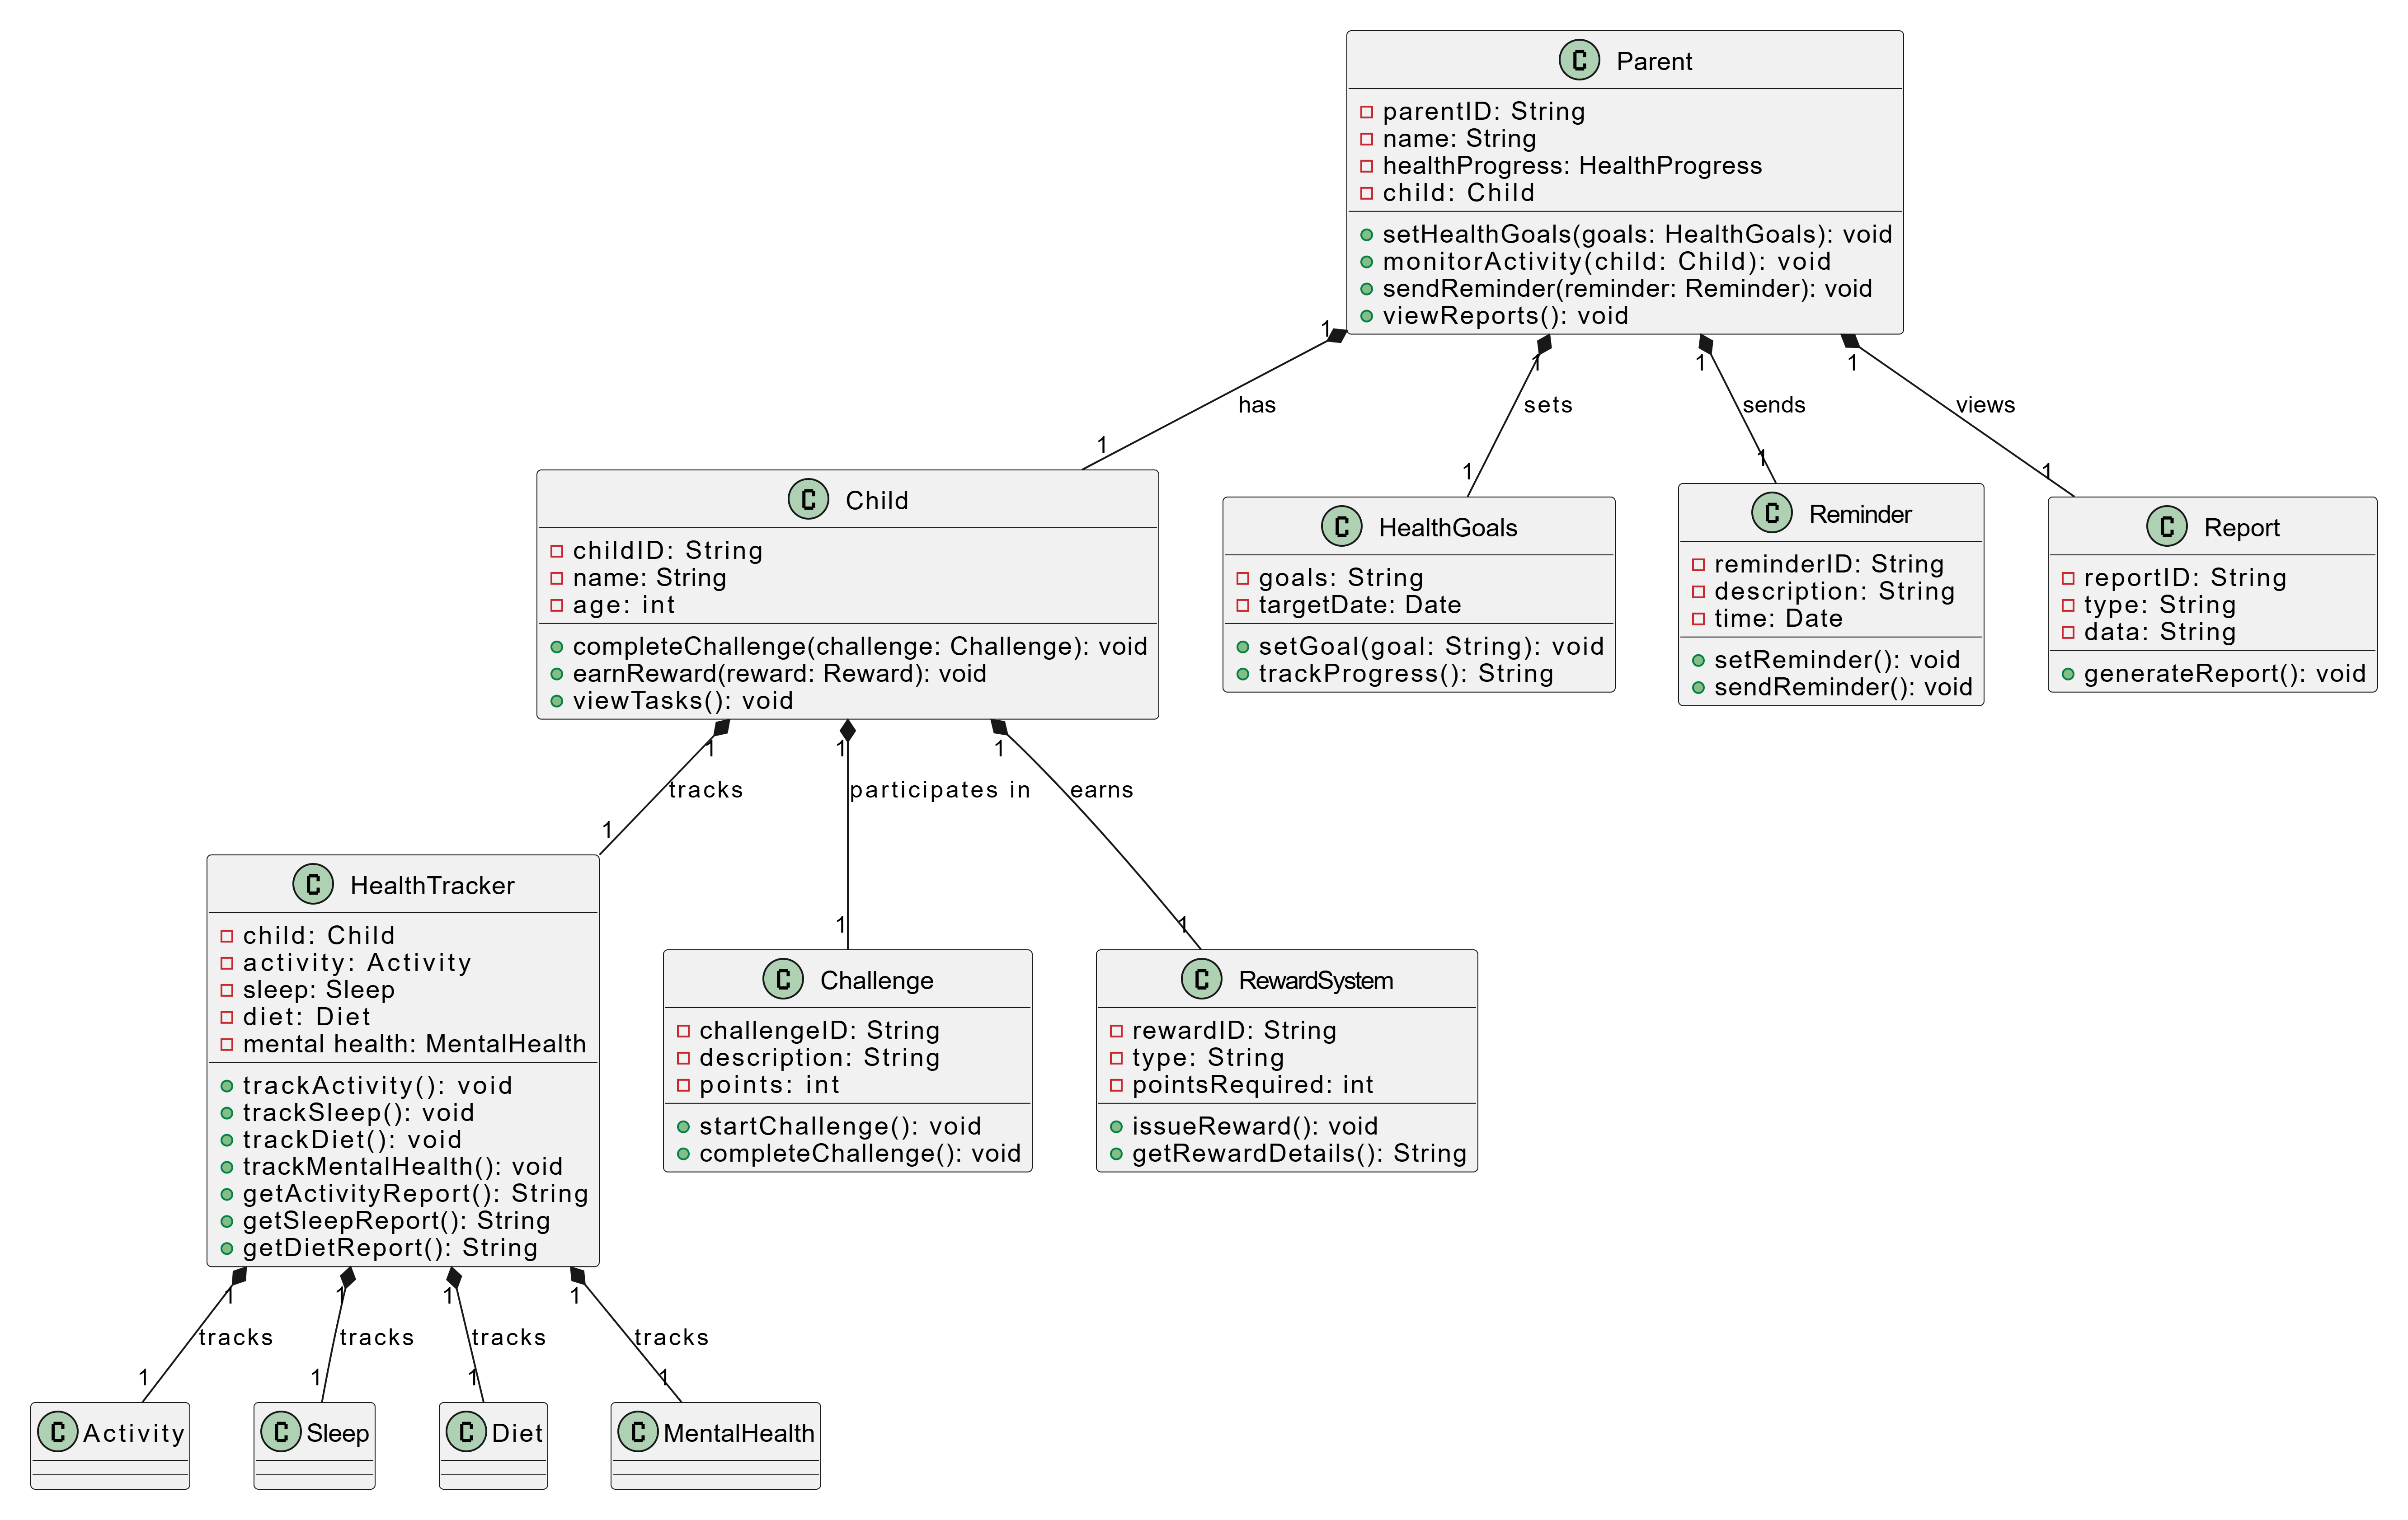 C Parent
parentID: String
name: String
healthProgress: HealthProgress
child: Child
setHealthGoals(goals: HealthGoals): void
monitorActivity(child: Child): void
sendReminder(reminder: Reminder): void
viewReports(): void
1
1
1
1
has
sets
sends
views
1
1
1
1
C Child
childID: String
name: String
age: int
completeChallenge(challenge: Challenge): void
earnReward(reward: Reward): void
viewTasks(): void
C HealthGoals
goals: String
targetDate: Date
setGoal(goal: String): void
trackProgress(): String
C Reminder
reminderID: String
description: String
time: Date
setReminder(): void
sendReminder(): void
C Report
reportID: String
type: String
data: String
generateReport(): void
1
1
1
tracks
participates in
earns
1
1
1
C HealthTracker
child: Child
activity: Activity
sleep: Sleep
diet: Diet
mental health: MentalHealth
trackActivity(): void
trackSleep(): void
trackDiet(): void
trackMentalHealth(): void
getActivityReport(): String
getSleepReport(): String
getDietReport(): String
C Challenge
challengeID: String
description: String
points: int
startChallenge(): void
completeChallenge(): void
C RewardSystem
rewardID: String
type: String
pointsRequired: int
issueReward(): void
getRewardDetails(): String
1
1
1
1
tracks
tracks
tracks
tracks
1
1
1
1
C Activity
C Sleep
C Diet
C MentalHealth